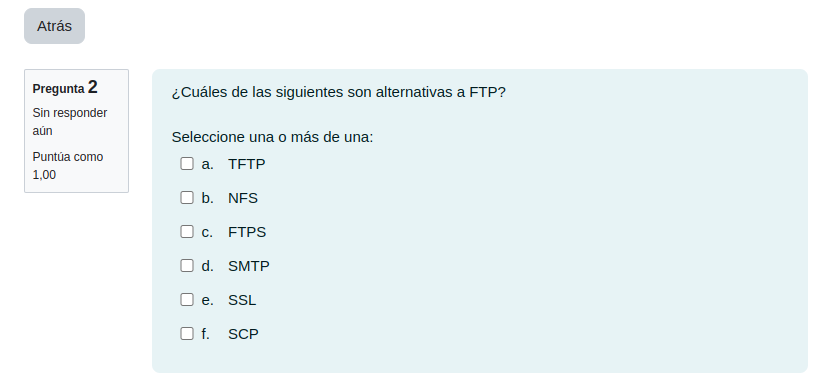 Atrás
Pregunta 2
Sin responder
aún
Puntúa como
1,00
¿Cuáles de las siguientes son alternativas a FTP?
Seleccione una o más de una:
a. TFTP
b. NFS
c. FTPS
d. SMTP
e. SSL
f. SCP